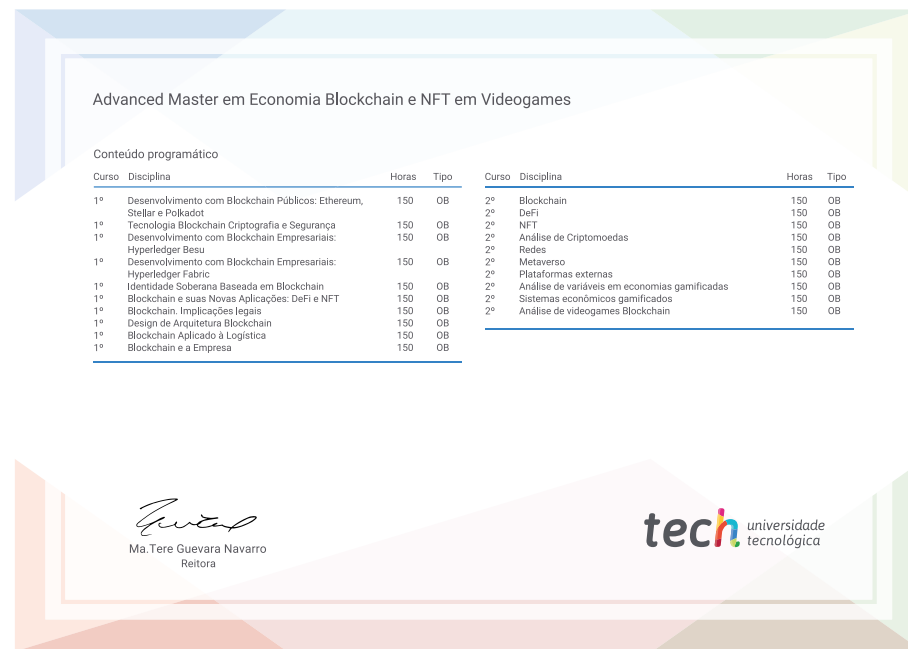 Advanced Master em Economia Blockchain e NFT em Videogames
Conteúdo programático
Curso Disciplina Horas Tipo
1º Desenvolvimento com Blockchain Públicos: Ethereum, 150 OB
Stellar e Polkadot
1º Tecnologia Blockchain Criptografia e Segurança 150 OB
1º Desenvolvimento com Blockchain Empresariais: 150 OB
Hyperledger Besu
1º Desenvolvimento com Blockchain Empresariais: 150 OB
Hyperledger Fabric
1º Identidade Soberana Baseada em Blockchain 150 OB
1º Blockchain e suas Novas Aplicações: DeFi e NFT 150 OB
1º Blockchain. Implicações legais 150 OB
1º Design de Arquitetura Blockchain 150 OB
1º Blockchain Aplicado à Logística 150 OB
1º Blockchain e a Empresa 150 OB
Curso Disciplina Horas Tipo
2º Blockchain 150 OB
2º DeFi 150 OB
2º NFT 150 OB
2º Análise de Criptomoedas 150 OB
2º Redes 150 OB
2º Metaverso 150 OB
2º Plataformas externas 150 OB
2º Análise de variáveis em economias gamificadas 150 OB
2º Sistemas econômicos gamificados 150 OB
2º Análise de videogames Blockchain 150 OB
Ma.Tere Guevara Navarro
Reitora
tech universidade
tecnológica